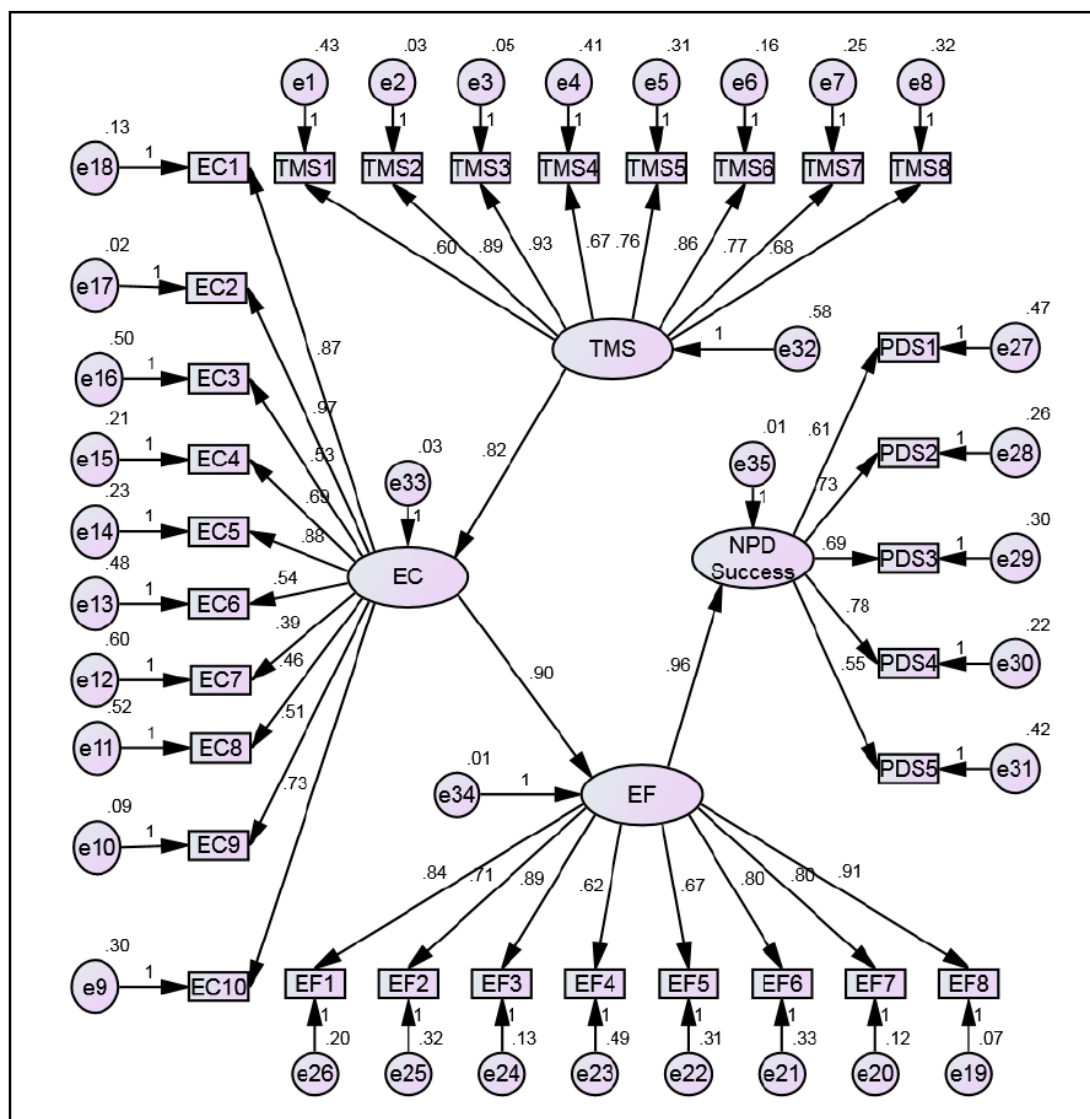 .43 .03 .05 .41 .31 .16 .25 .32
e1 e2 e3 e4 e5 e6 e7 e8
1 1 1 1 1 1 1 1
TMS1 TMS2 TMS3 TMS4 TMS5 TMS6 TMS7 TMS8
.60 .89 .93 .67 .76 .86 .77 .68
TMS
1
.58
e32
.13
e18 1 EC1
.02
e17 1 EC2
.50
e16 1 EC3
.21
e15 1 EC4
.23
e14 1 EC5
.48
e13 1 EC6
.60
e12 1 EC7
.52
e11 1 EC8
.09
e10 1 EC9
.30
e9 1 EC10
.87
.97
.53
.69
.88
.54
.39
.46
.51
.73
.82
.03
e33
1
EC
.90
.01
e35
1
NPD
Success
.96
.61
.73
.69
.78
.55
.47
PDS1 1 e27
.26
PDS2 1 e28
.30
PDS3 1 e29
.22
PDS4 1 e30
.42
PDS5 1 e31
.01
e34 1
EF
.84 .71 .89 .62 .67 .80 .80 .91
EF1 EF2 EF3 EF4 EF5 EF6 EF7 EF8
1 1 1 1 1 1 1 1
.20 .32 .13 .49 .31 .33 .12 .07
e26 e25 e24 e23 e22 e21 e20 e19